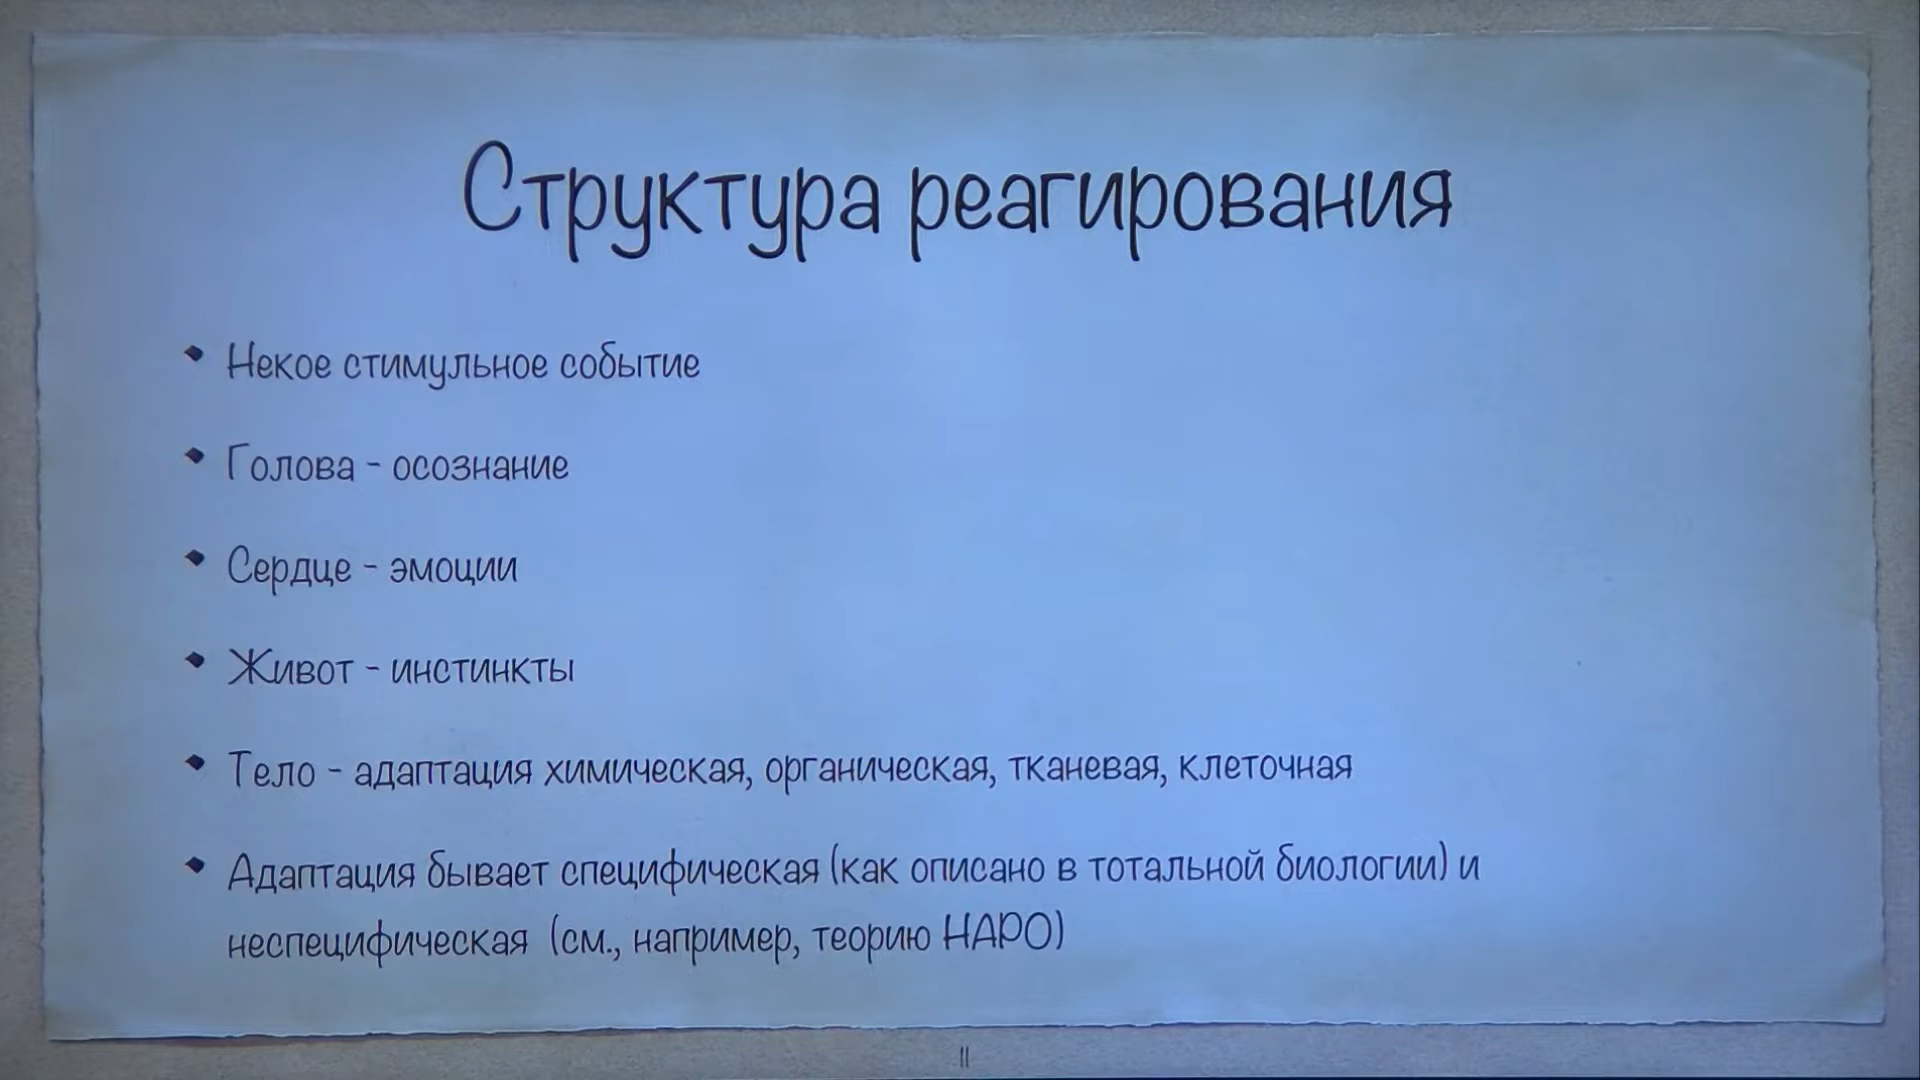 Структура реагирования
• Некое стимульное событие
• Голова - осознание
• Сердце - эмоции
• Живот - инстинкты
• Тело - адаптация химическая, органическая, тканевая, клеточная
• Адаптация бывает специфическая (как описано в тотальной биологии) и
неспецифическая (см., например, теорию НАРО)
11